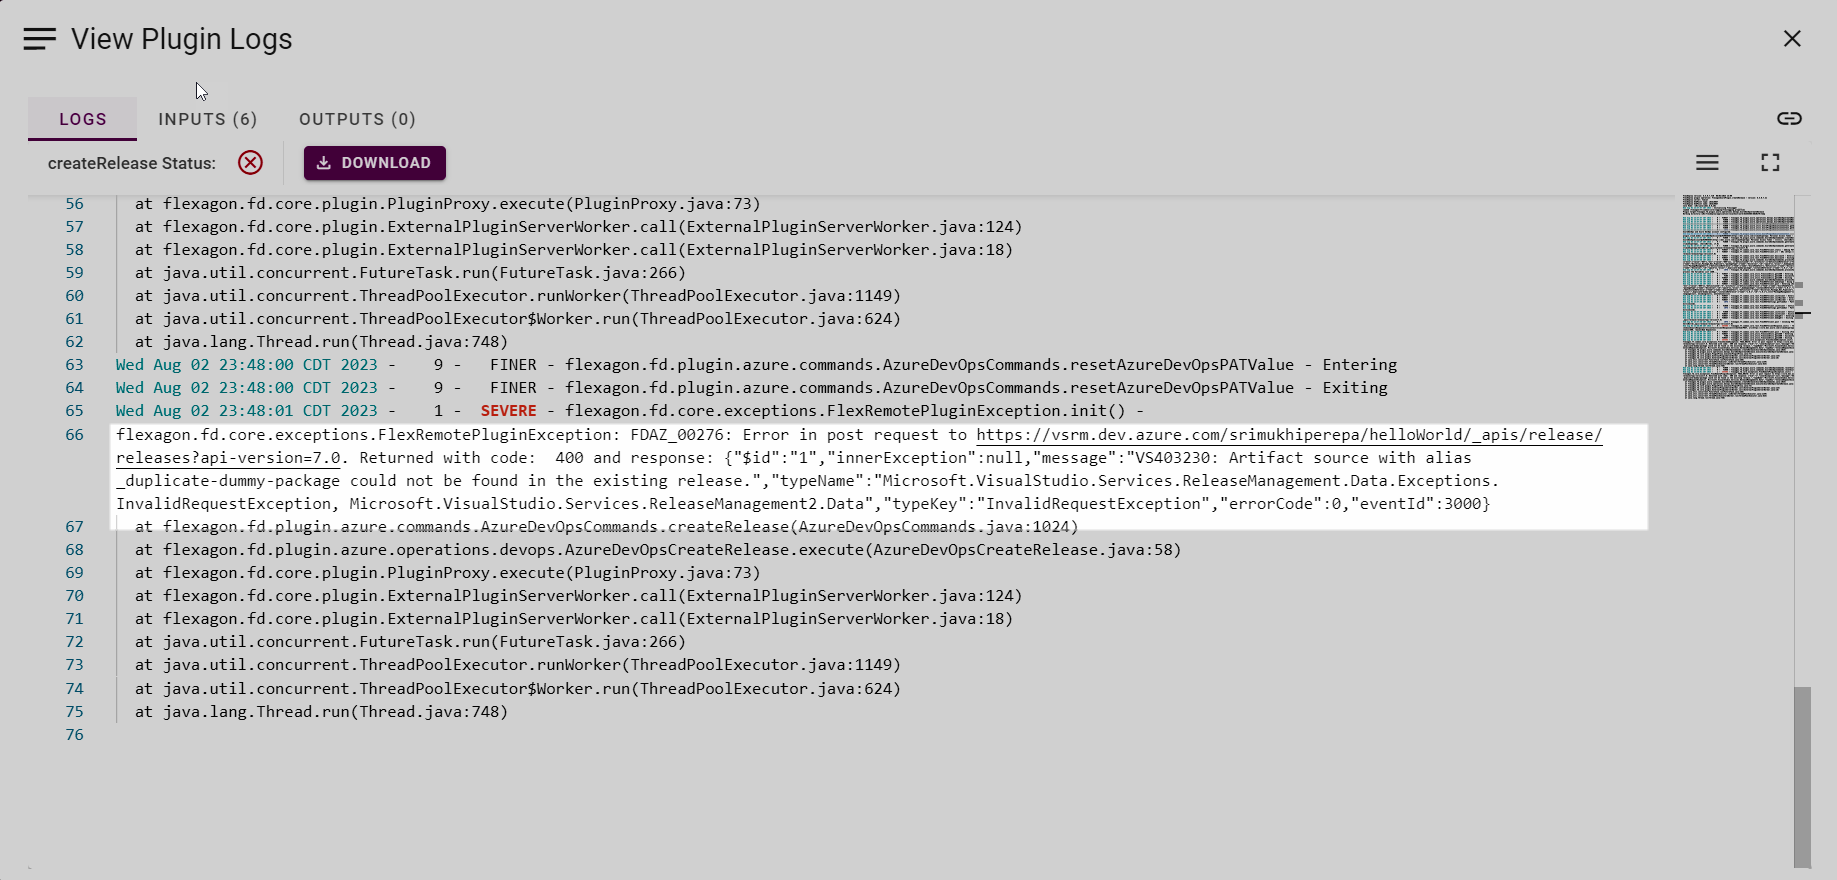 View Plugin Logs
LOGS INPUTS (6) OUTPUTS (0)
createRelease Status: DOWNLOAD
56 at flexagon.fd.core.plugin.PluginProxy.execute(PluginProxy.java:73)
57 at flexagon.fd.core.plugin.ExternalPluginServerWorker.call(ExternalPluginServerWorker.java:124)
58 at flexagon.fd.core.plugin.ExternalPluginServerWorker.call(ExternalPluginServerWorker.java:18)
59 at java.util.concurrent.FutureTask.run(FutureTask.java:266)
60 at java.util.concurrent.ThreadPoolExecutor.runWorker(ThreadPoolExecutor.java:1149)
61 at java.util.concurrent.ThreadPoolExecutor$Worker.run(ThreadPoolExecutor.java:624)
62 at java.lang.Thread.run(Thread.java:748)
63 Wed Aug 02 23:48:00 CDT 2023 - 9 - FINER - flexagon.fd.plugin.azure.commands.AzureDevOpsCommands.resetAzureDevOpsPATValue - Entering
64 Wed Aug 02 23:48:00 CDT 2023 - 9 - FINER - flexagon.fd.plugin.azure.commands.AzureDevOpsCommands.resetAzureDevOpsPATValue - Exiting
65 Wed Aug 02 23:48:01 CDT 2023 - 1 - SEVERE - flexagon.fd.core.exceptions.FlexRemotePluginException.init() -
66 flexagon.fd.core.exceptions.FlexRemotePluginException: FDAZ_00276: Error in post request to https://vsrm.dev.azure.com/srimukhiperepa/helloWorld/_apis/release/
releases?api-version=7.0. Returned with code: 400 and response: {"$id":"1","innerException":null,"message":"VS403230: Artifact source with alias
_duplicate-dummy-package could not be found in the existing release.","typeName":"Microsoft.VisualStudio.Services.ReleaseManagement.Data.Exceptions.
InvalidRequestException, Microsoft.VisualStudio.Services.ReleaseManagement2.Data","typeKey":"InvalidRequestException","errorCode":0,"eventId":3000}
67 at flexagon.fd.plugin.azure.commands.AzureDevOpsCommands.createRelease(AzureDevOpsCommands.java:1024)
68 at flexagon.fd.plugin.azure.operations.devops.AzureDevOpsCreateRelease.execute(AzureDevOpsCreateRelease.java:58)
69 at flexagon.fd.core.plugin.PluginProxy.execute(PluginProxy.java:73)
70 at flexagon.fd.core.plugin.ExternalPluginServerWorker.call(ExternalPluginServerWorker.java:124)
71 at flexagon.fd.core.plugin.ExternalPluginServerWorker.call(ExternalPluginServerWorker.java:18)
72 at java.util.concurrent.FutureTask.run(FutureTask.java:266)
73 at java.util.concurrent.ThreadPoolExecutor.runWorker(ThreadPoolExecutor.java:1149)
74 at java.util.concurrent.ThreadPoolExecutor$Worker.run(ThreadPoolExecutor.java:624)
75 at java.lang.Thread.run(Thread.java:748)
76